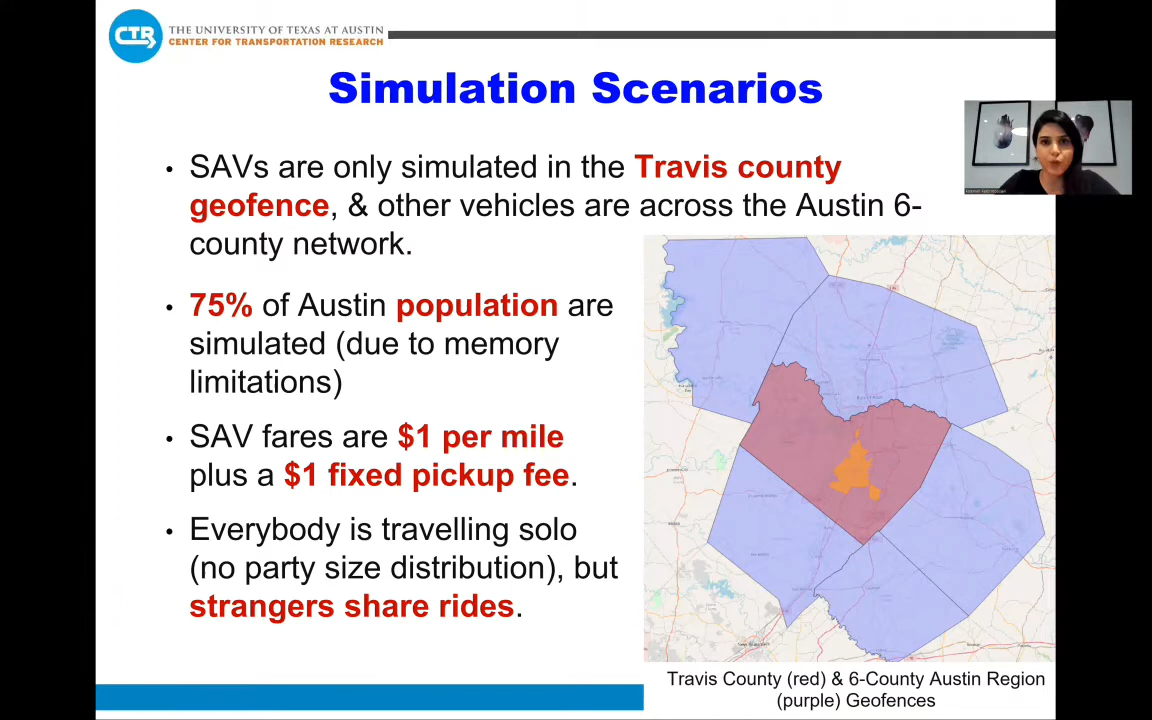 THE UNIVERSITY OF TEXAS AT AUSTIN
CTR
CENTER FOR TRANSPORTATION RESEARCH
Simulation Scenarios
• SAVs are only simulated in the Travis county
geofence, & other vehicles are across the Austin 6-
county network.
• 75% of Austin population are
simulated (due to memory
limitations)
• SAV fares are $1 per mile
plus a $1 fixed pickup fee.
• Everybody is travelling solo
(no party size distribution), but
strangers share rides.
Travis County (red) & 6-County Austin Region
(purple) Geofences